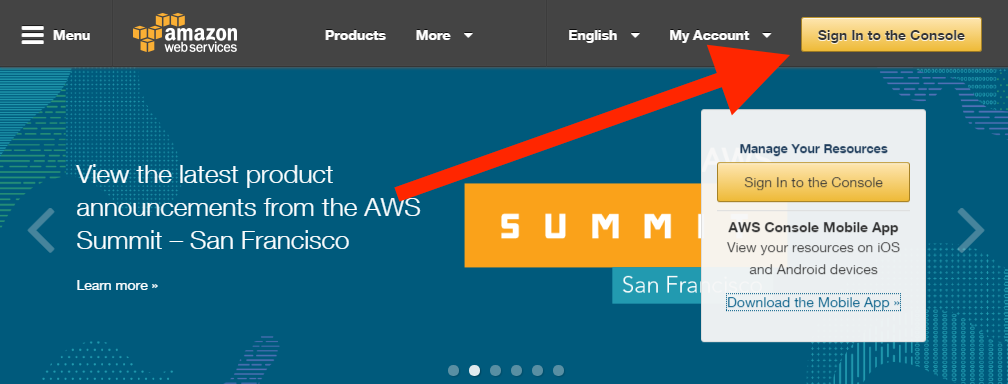 Menu
amazon
web services
Products
More
English
My Account
Sign In to the Console
View the latest product
announcements from the AWS
Summit – San Francisco
Learn more »
AWS
SUMMI
San Francisco
Manage Your Resources
Sign In to the Console
AWS Console Mobile App
View your resources on iOS
and Android devices
Download the Mobile App »